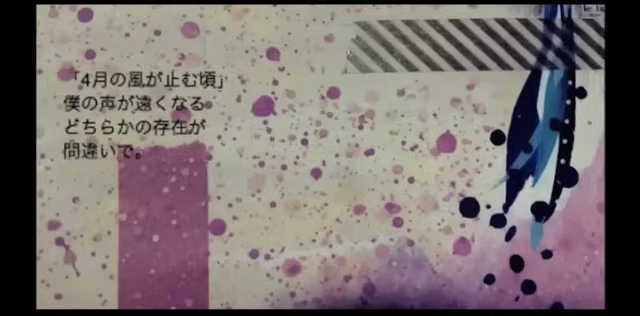 「4月の風が止む頃」
僕の声が遠くなる
どちらかの存在が
間違いで。